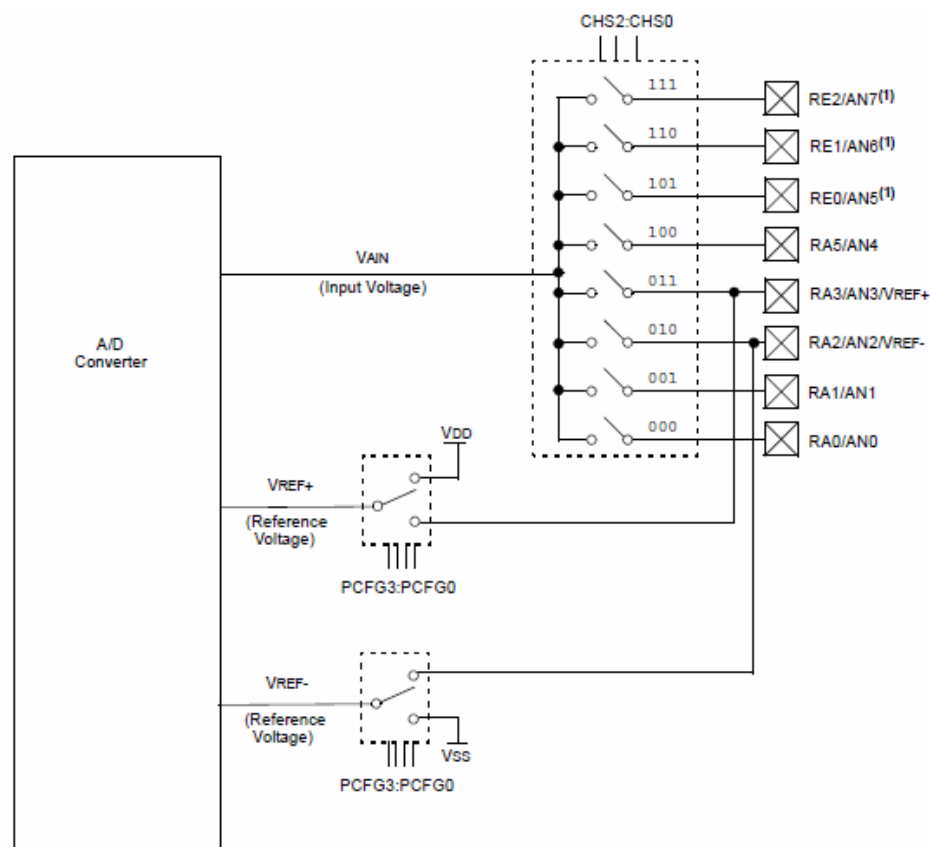 CHS2:CHS0
111
RE2/AN7(1)
110
RE1/AN6(1)
101
RE0/AN5(1)
100
RA5/AN4
VAIN
(Input Voltage)
011
RA3/AN3/VREF+
010
RA2/AN2/VREF-
A/D
Converter
001
RA1/AN1
000
RA0/AN0
VDD
VREF+
(Reference
Voltage)
PCFG3:PCFG0
VREF-
(Reference
Voltage)
VSS
PCFG3:PCFG0